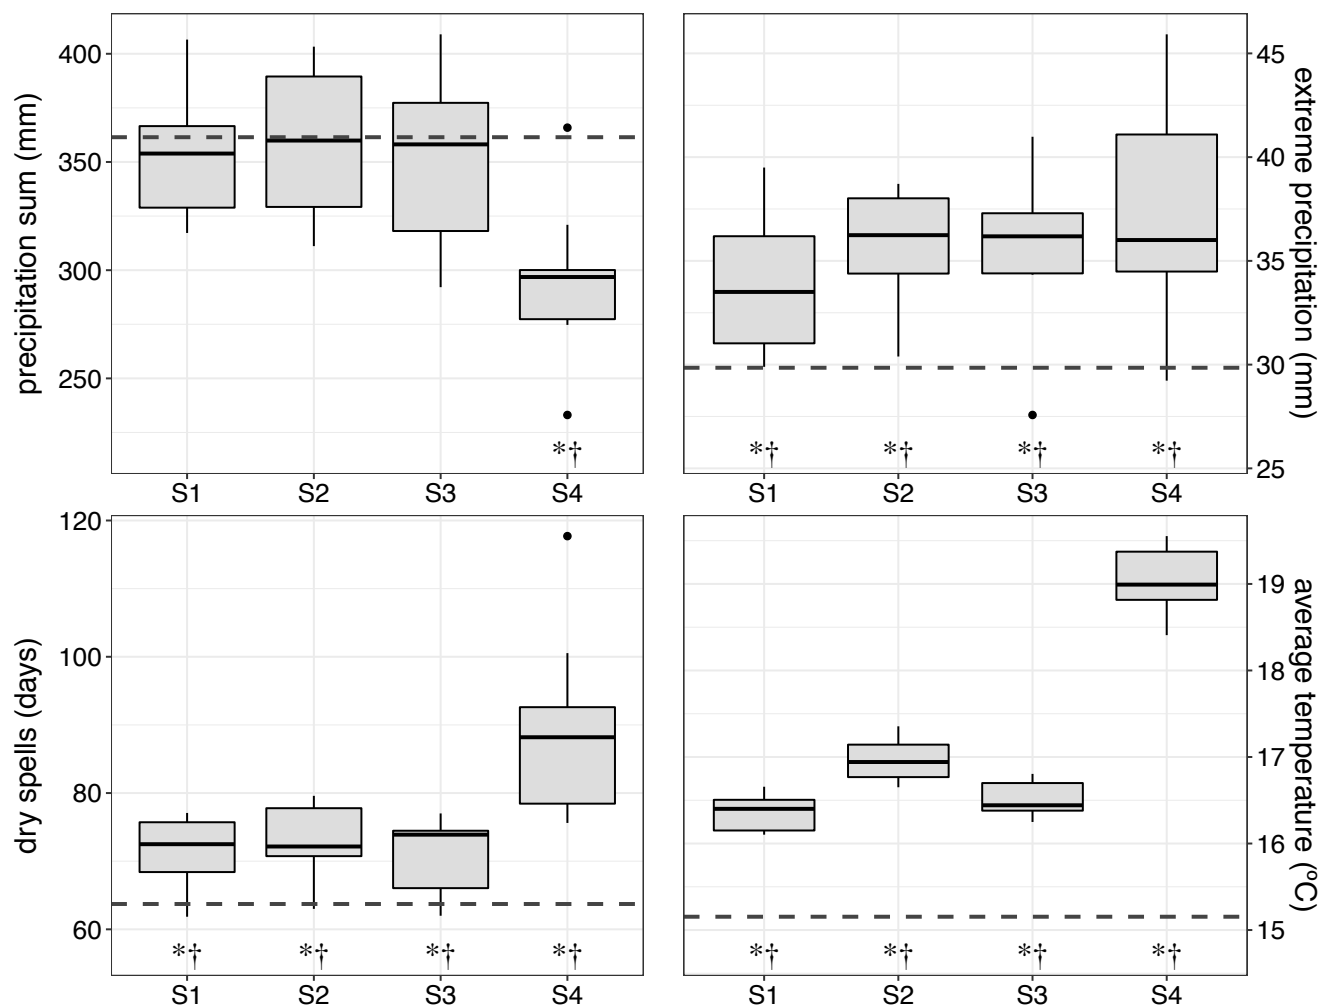 precipitation sum (mm)
400
350
300
250
*†
S1 S2 S3 S4
extreme precipitation (mm)
45
40
35
30
25
*† *† *† *†
S1 S2 S3 S4
dry spells (days)
120
100
80
60
*† *† *† *†
S1 S2 S3 S4
average temperature (ºC)
19
18
17
16
15
*† *† *† *†
S1 S2 S3 S4